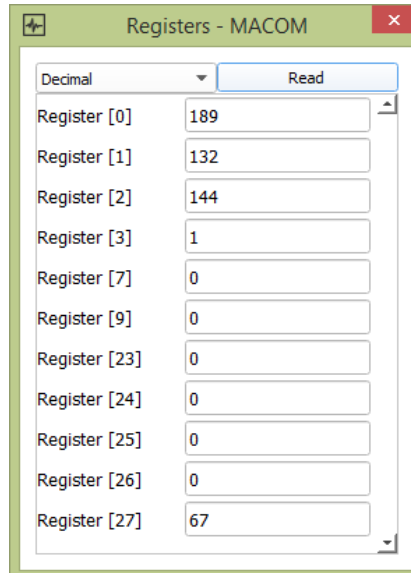 Registers - MACOM
Decimal Read
Register [0] 189
Register [1] 132
Register [2] 144
Register [3] 1
Register [7] 0
Register [9] 0
Register [23] 0
Register [24] 0
Register [25] 0
Register [26] 0
Register [27] 67